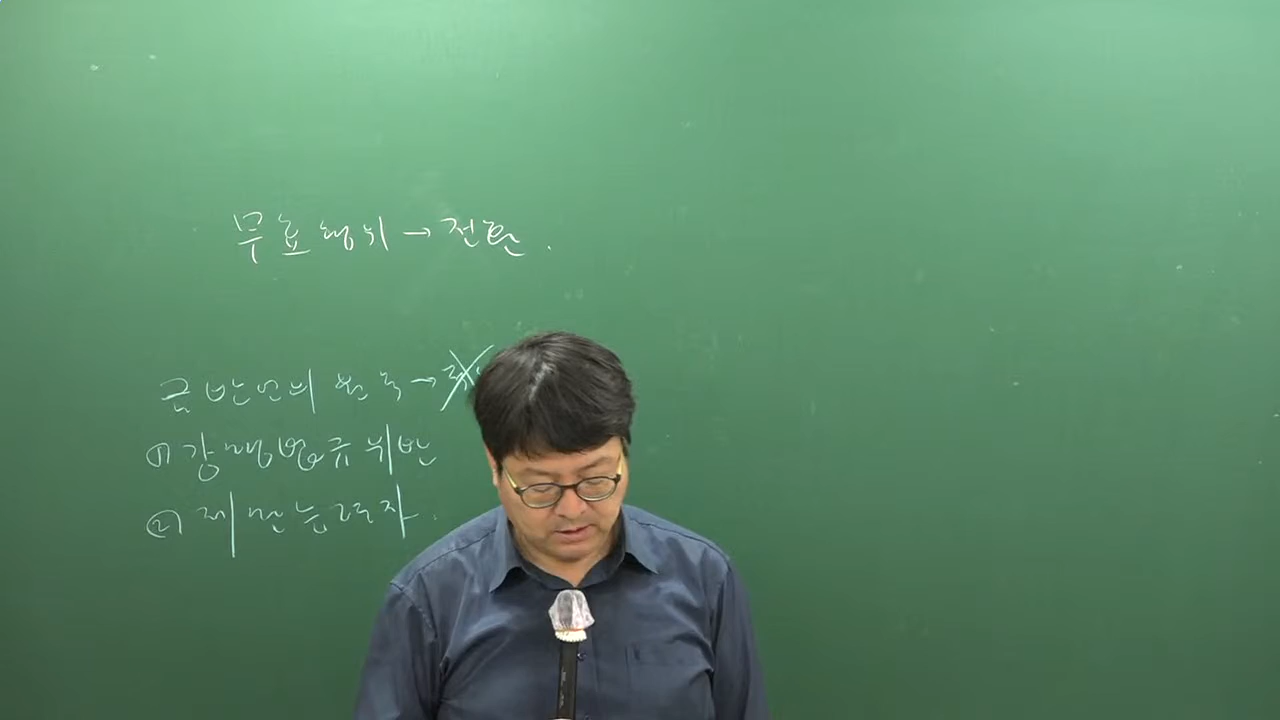 무효행위 → 전환.
금반언의 원칙 →
① 강행법규 위반
② 제한능력자.